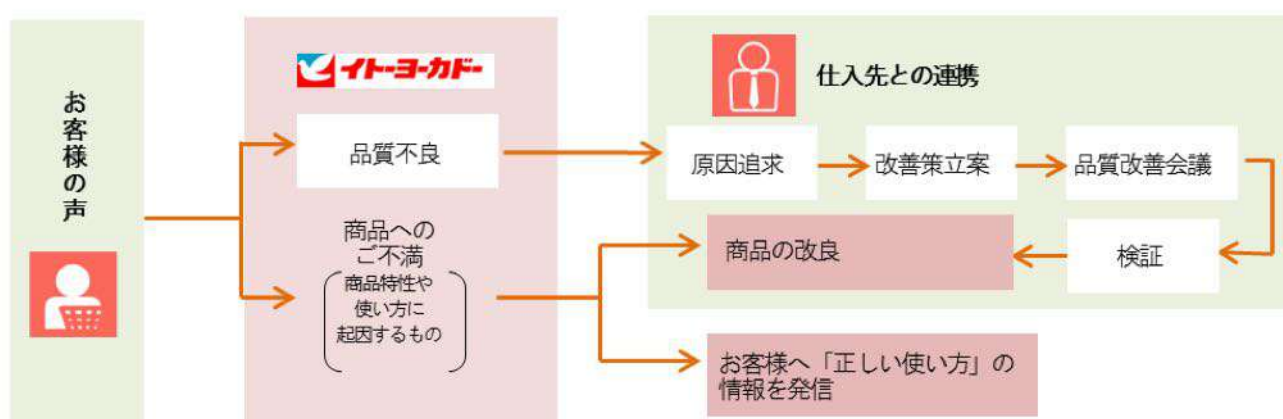 お客様の声
イトーヨーカドー
品質不良
商品への
ご不満
商品特性や
使い方に
起因するもの
仕入先との連携
原因追求
改善策立案
品質改善会議
検証
商品の改良
お客様へ「正しい使い方」の
情報を発信